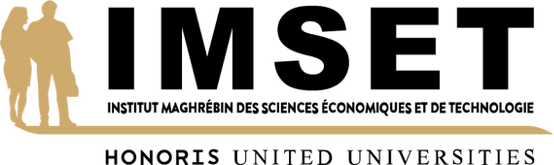 IMSET
INSTITUT MAGHRÉBIN DES SCIENCES ÉCONOMIQUES ET DE TECHNOLOGIE
HONORIS UNITED UNIVERSITIES